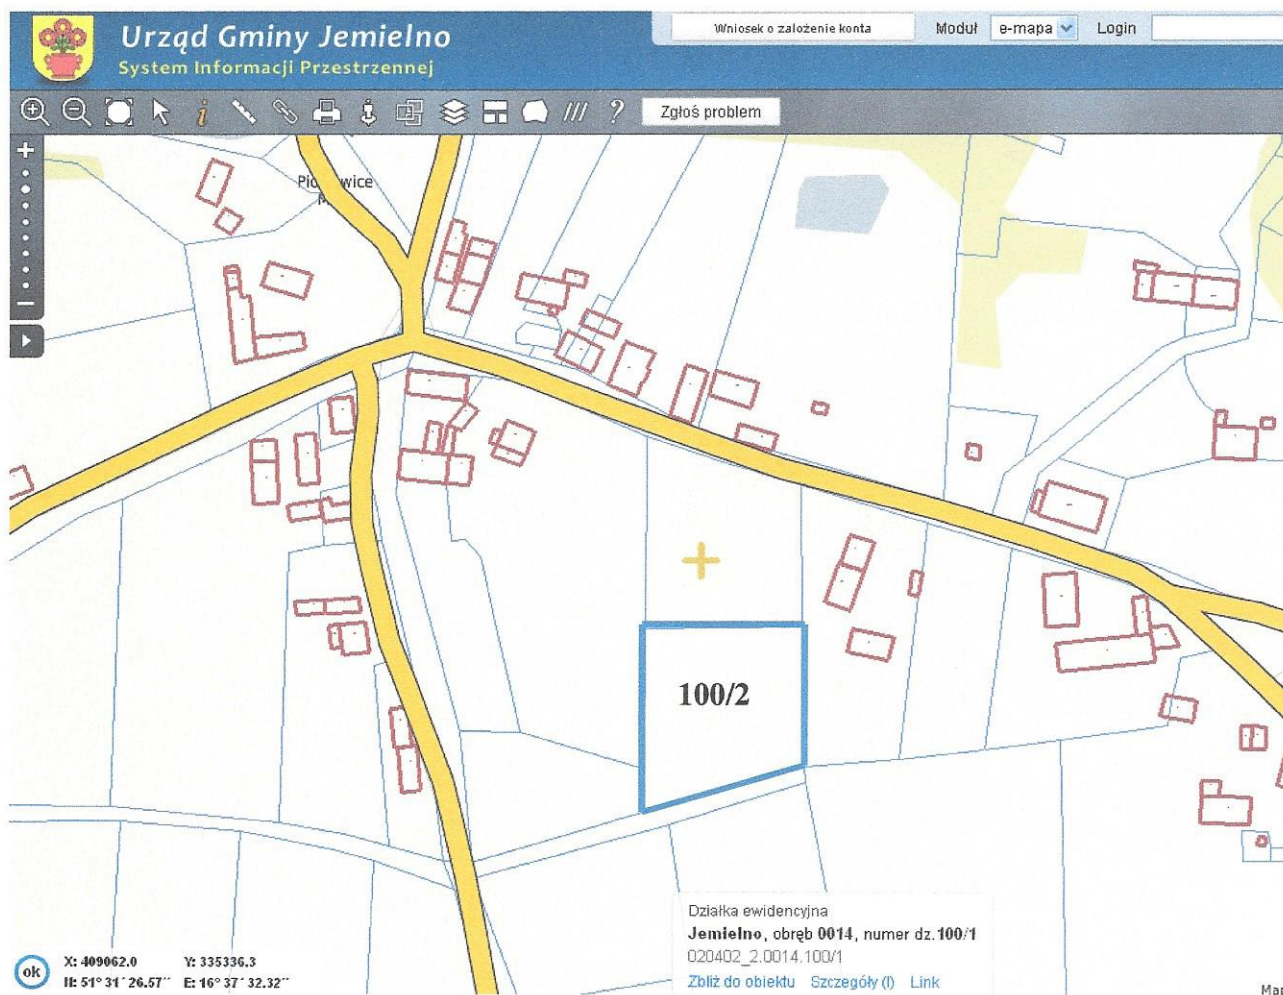 Urząd Gminy Jemielno
System Informacji Przestrzennej
Wniosek o założenie konta
Moduł e-mapa Login
Zgłoś problem
100/2
Działka ewidencyjna
Jemielno, obręb 0014, numer dz.100/1
020402_2.0014.100/1
Zbliż do obiektu Szczegóły (I) Link
ok
X: 409062.0 Y: 335336.3
N: 51° 31' 26.57'' E: 16° 37' 32.32''